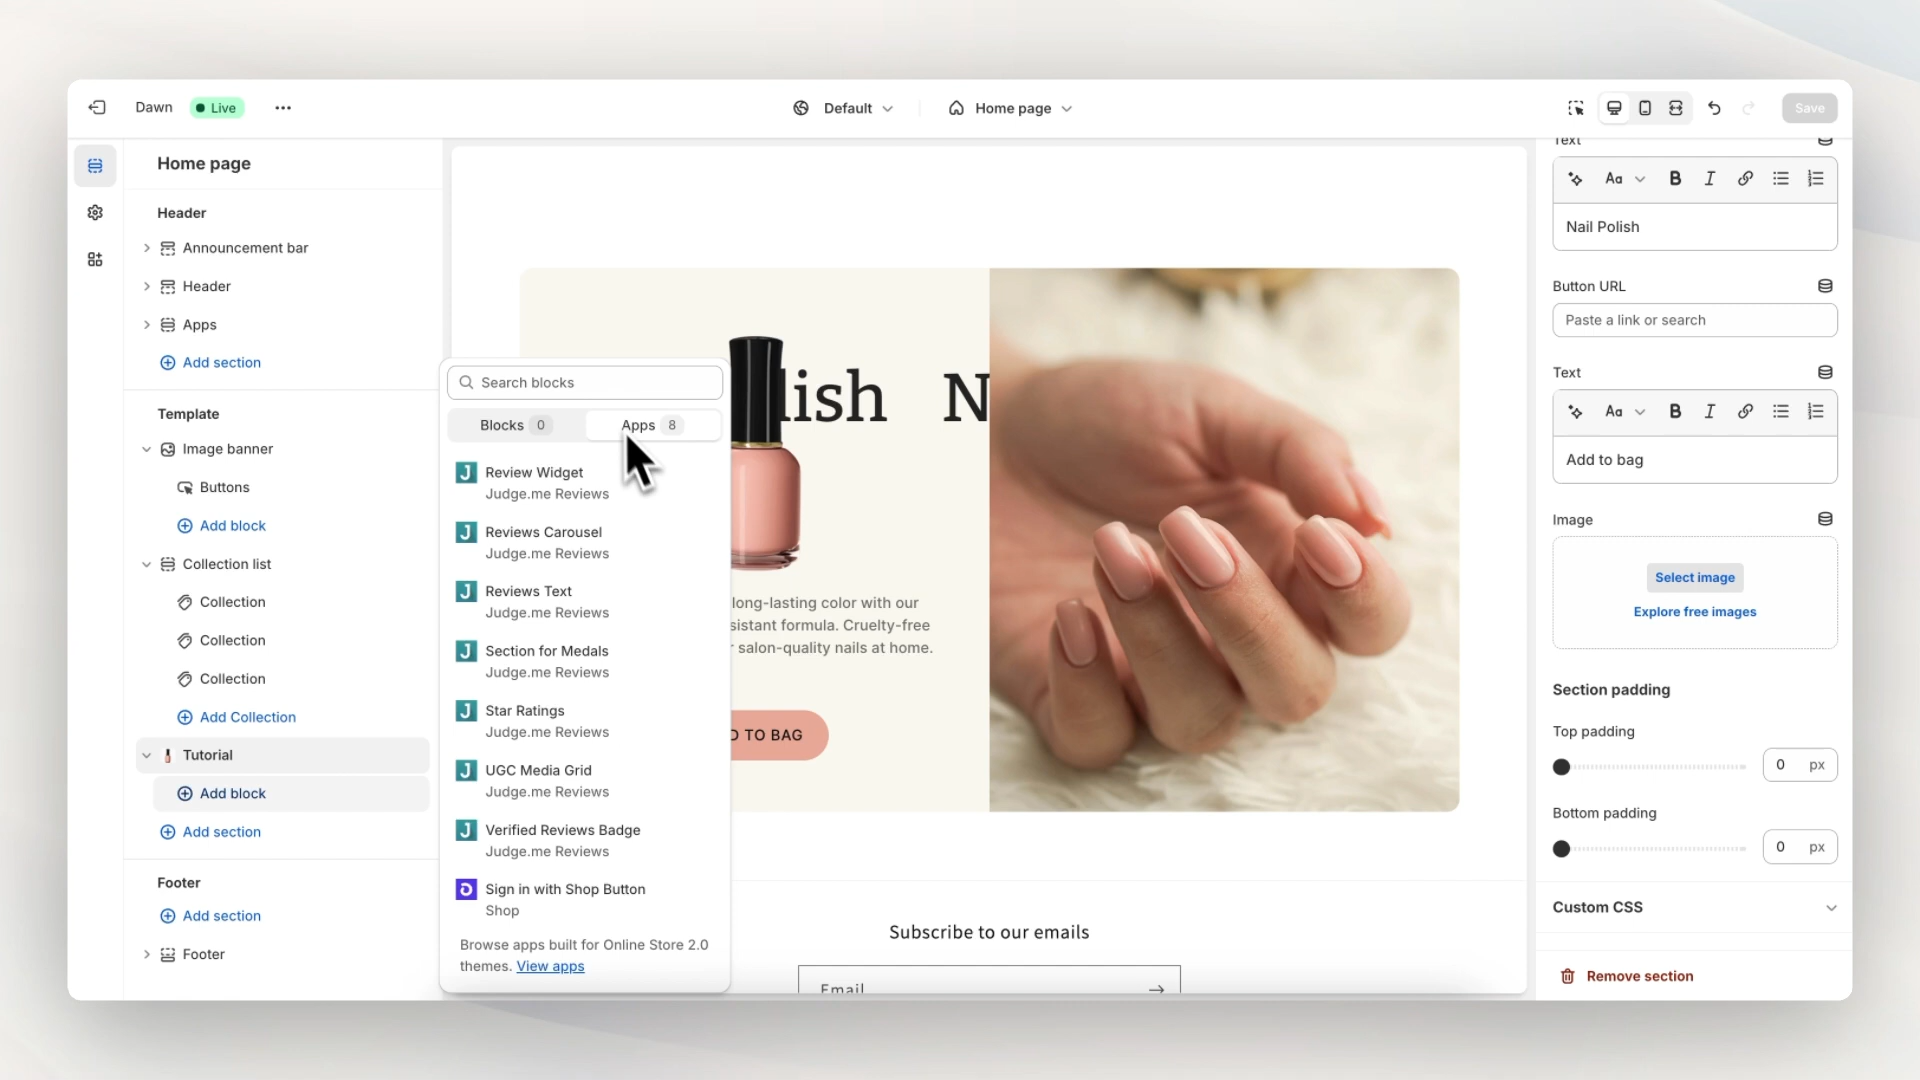 Dawn
Live
Default
Home page
Save
Home page
Header
Announcement bar
Header
Apps
Add section
Template
Image banner
Buttons
Add block
Collection list
Collection
Collection
Collection
Add Collection
Tutorial
Add block
Add section
Footer
Add section
Footer
Search blocks
Blocks 0
Apps 8
Review Widget
Judge.me Reviews
Reviews Carousel
Judge.me Reviews
Reviews Text
Judge.me Reviews
Section for Medals
Judge.me Reviews
Star Ratings
Judge.me Reviews
UGC Media Grid
Judge.me Reviews
Verified Reviews Badge
Judge.me Reviews
Sign in with Shop Button
Shop
Browse apps built for Online Store 2.0
themes. View apps
lish N
long-lasting color with our
sistant formula. Cruelty-free
r salon-quality nails at home.
D TO BAG
Subscribe to our emails
Email
Text
Aa B I
Nail Polish
Button URL
Paste a link or search
Text
Aa B I
Add to bag
Image
Select image
Explore free images
Section padding
Top padding
0 px
Bottom padding
0 px
Custom CSS
Remove section